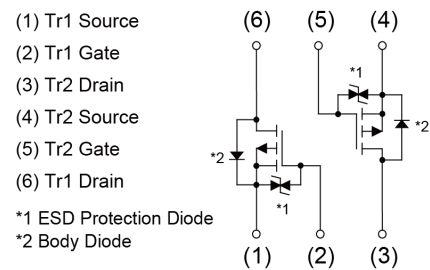 (1) Tr1 Source
(2) Tr1 Gate
(3) Tr2 Drain
(4) Tr2 Source
(5) Tr2 Gate
(6) Tr1 Drain
*1 ESD Protection Diode
*2 Body Diode
(6) (5) (4)
*1
*2
*2
*1
(1) (2) (3)